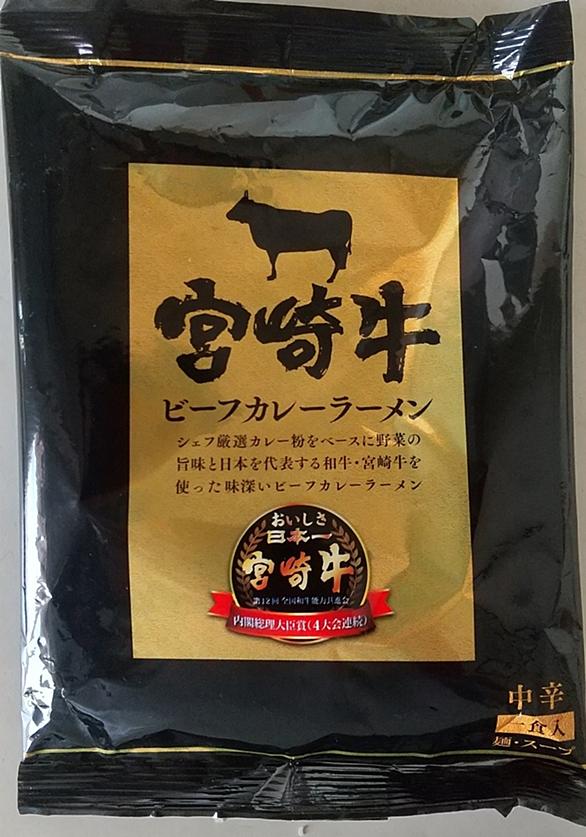 宮崎牛
ビーフカレーラーメン
シェフ厳選カレー粉をベースに野菜の
旨味と日本を代表する和牛・宮崎牛を
使った味深いビーフカレーラーメン
おいしさ
日本一
宮崎牛
第12回 全国和牛能力共進会
内閣総理大臣賞(4大会連続)
中辛
一食入
麺・スープ